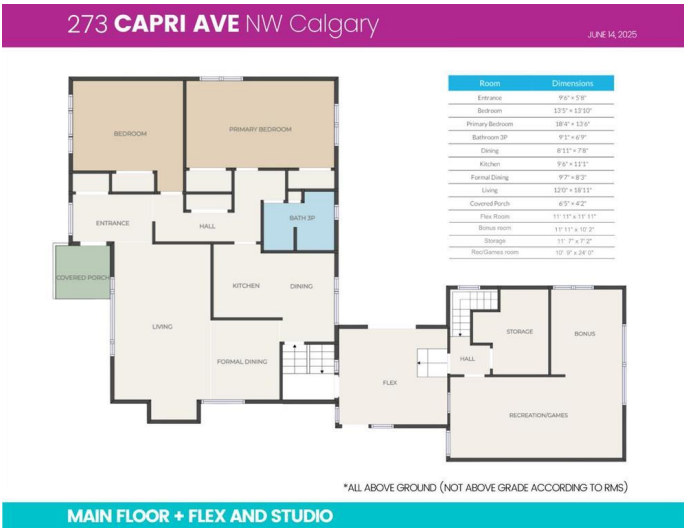 273 CAPRI AVE NW Calgary
JUNE 14, 2025
Room Dimensions
Entrance 9'6" × 5'8"
Bedroom 13'5" × 13'10"
Primary Bedroom 18'4" × 13'6"
Bathroom 3P 9'1" × 6'9"
Dining 8'11" × 7'8"
Kitchen 9'6" × 11'1"
Formal Dining 9'7" × 8'3"
Living 12'0" × 18'11"
Covered Porch 6'5" × 4'2"
Flex Room 11' 11" x 11' 11"
Bonus room 11' 11" x 10' 2"
Storage 11' 7" x 7' 2"
Rec/Games room 10' 9" x 24' 0"
BEDROOM
PRIMARY BEDROOM
ENTRANCE
HALL
BATH 3P
COVERED PORCH
KITCHEN
DINING
LIVING
FORMAL DINING
FLEX
HALL
STORAGE
BONUS
RECREATION/GAMES
*ALL ABOVE GROUND (NOT ABOVE GRADE ACCORDING TO RMS)
MAIN FLOOR + FLEX AND STUDIO